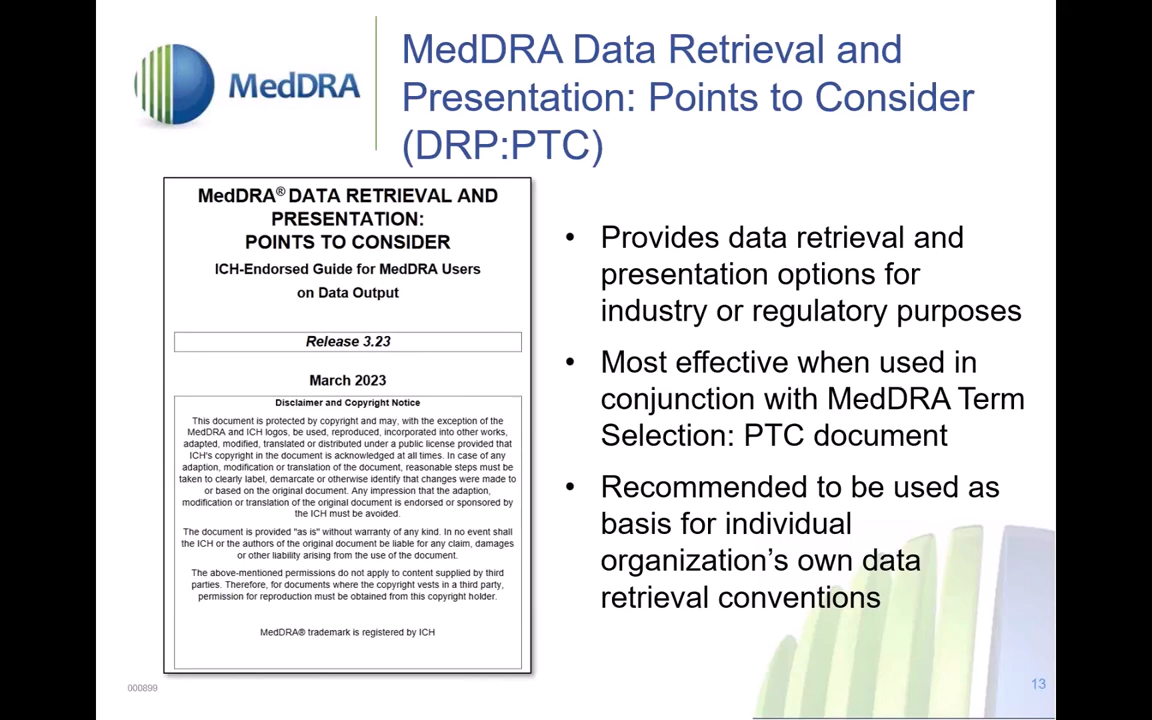 MedDRA
MedDRA Data Retrieval and
Presentation: Points to Consider
(DRP:PTC)
MedDRA® DATA RETRIEVAL AND
PRESENTATION:
POINTS TO CONSIDER
ICH-Endorsed Guide for MedDRA Users
on Data Output
Release 3.23
March 2023
Disclaimer and Copyright Notice
This document is protected by copyright and may, with the exception of the
MedDRA and ICH logos, be used, reproduced, incorporated into other works,
adapted, modified, translated or distributed under a public license provided that
ICH's copyright in the document is acknowledged at all times. In case of any
adaption, modification or translation of the document, reasonable steps must be
taken to clearly label, demarcate or otherwise identify that changes were made to
or based on the original document. Any impression that the adaption,
modification or translation of the original document is endorsed or sponsored by
the ICH must be avoided.
The document is provided "as is" without warranty of any kind. In no event shall
the ICH or the authors of the original document be liable for any claim, damages
or other liability arising from the use of the document.
The above-mentioned permissions do not apply to content supplied by third
parties. Therefore, for documents where the copyright vests in a third party,
permission for reproduction must be obtained from this copyright holder.
MedDRA® trademark is registered by ICH
• Provides data retrieval and
presentation options for
industry or regulatory purposes
• Most effective when used in
conjunction with MedDRA Term
Selection: PTC document
• Recommended to be used as
basis for individual
organization's own data
retrieval conventions
000899
13